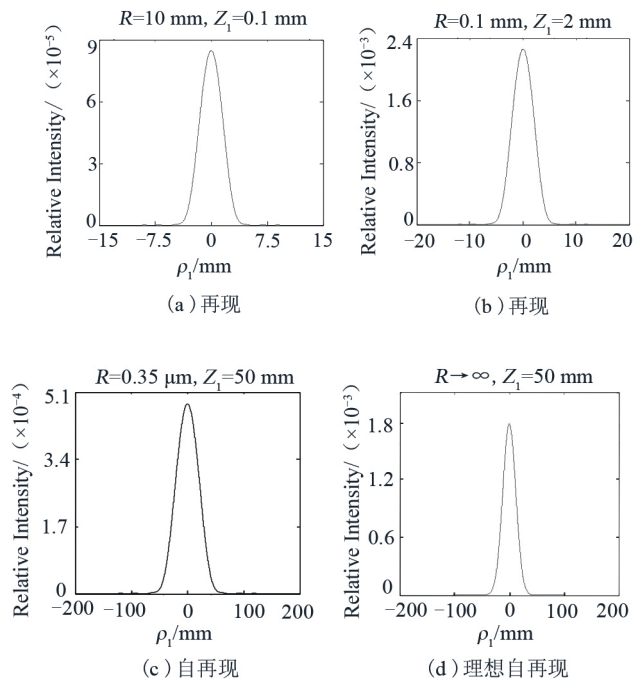 R=10 mm, Z₁=0.1 mm
Relative Intensity/（×10⁻⁵）
9
6
3
0
−15 −7.5 0 7.5 15
ρ₁/mm
（a）再现
R=0.1 mm, Z₁=2 mm
Relative Intensity/（×10⁻³）
2.4
1.6
0.8
0
−20 −10 0 10 20
ρ₁/mm
（b）再现
R=0.35 μm, Z₁=50 mm
Relative Intensity/（×10⁻⁴）
5.1
3.4
1.7
0
−200 −100 0 100 200
ρ₁/mm
（c）自再现
R→∞, Z₁=50 mm
Relative Intensity/（×10⁻³）
1.8
1.2
0.6
0
−200 −100 0 100 200
ρ₁/mm
（d）理想自再现